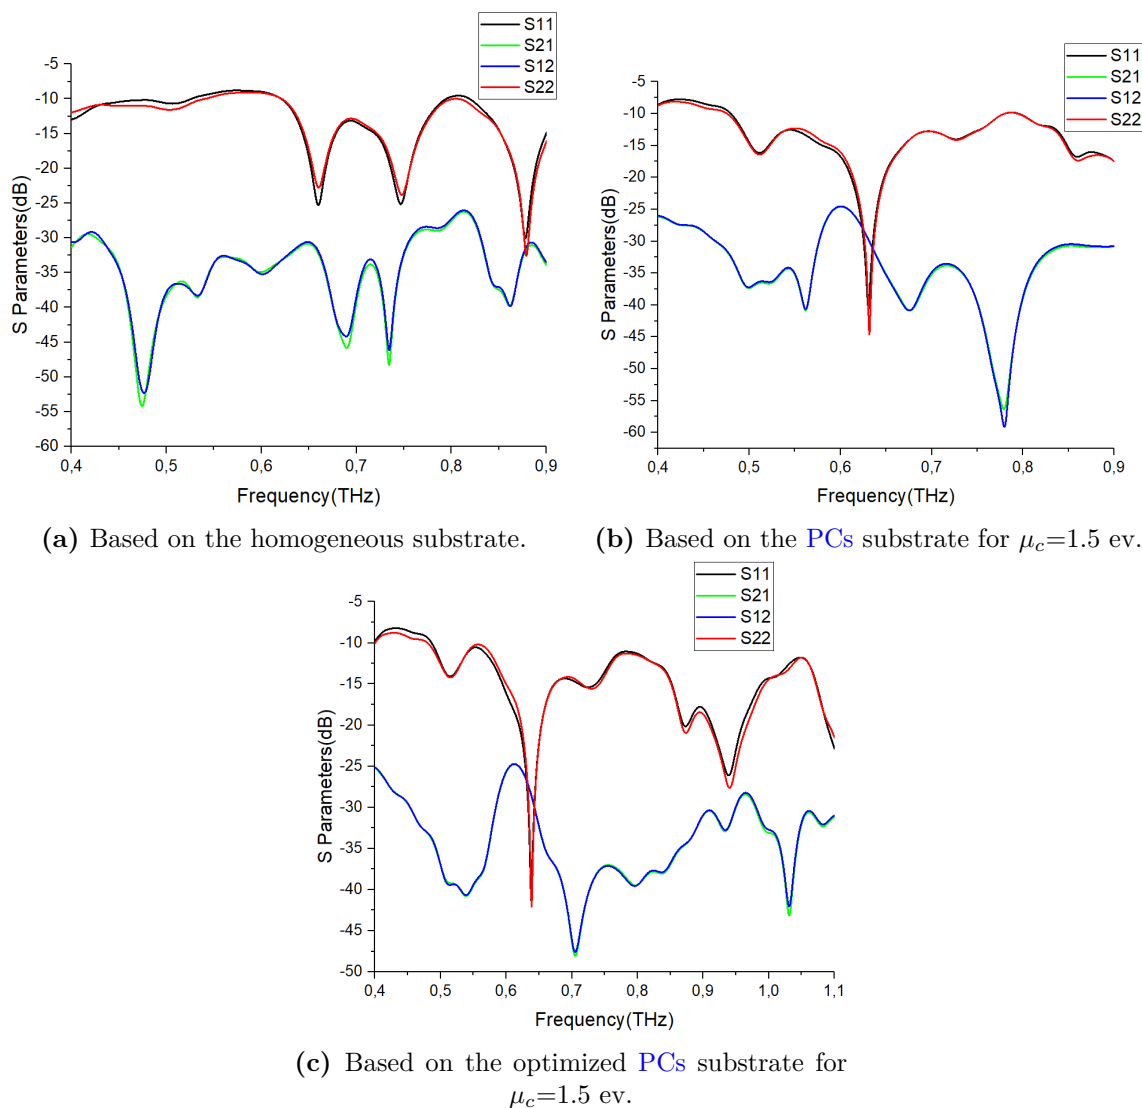 S11
S21
S12
S22
-5
-10
-15
-20
-25
-30
-35
-40
-45
-50
-55
-60
S Parameters(dB)
0,4 0,5 0,6 0,7 0,8 0,9
Frequency(THz)
(a) Based on the homogeneous substrate.
S11
S21
S12
S22
-5
-10
-15
-20
-25
-30
-35
-40
-45
-50
-55
-60
S Parameters(dB)
0,4 0,5 0,6 0,7 0,8 0,9
Frequency(THz)
(b) Based on the PCs substrate for μc=1.5 ev.
S11
S21
S12
S22
-5
-10
-15
-20
-25
-30
-35
-40
-45
-50
S Parameters(dB)
0,4 0,5 0,6 0,7 0,8 0,9 1,0 1,1
Frequency(THz)
(c) Based on the optimized PCs substrate for
μc=1.5 ev.